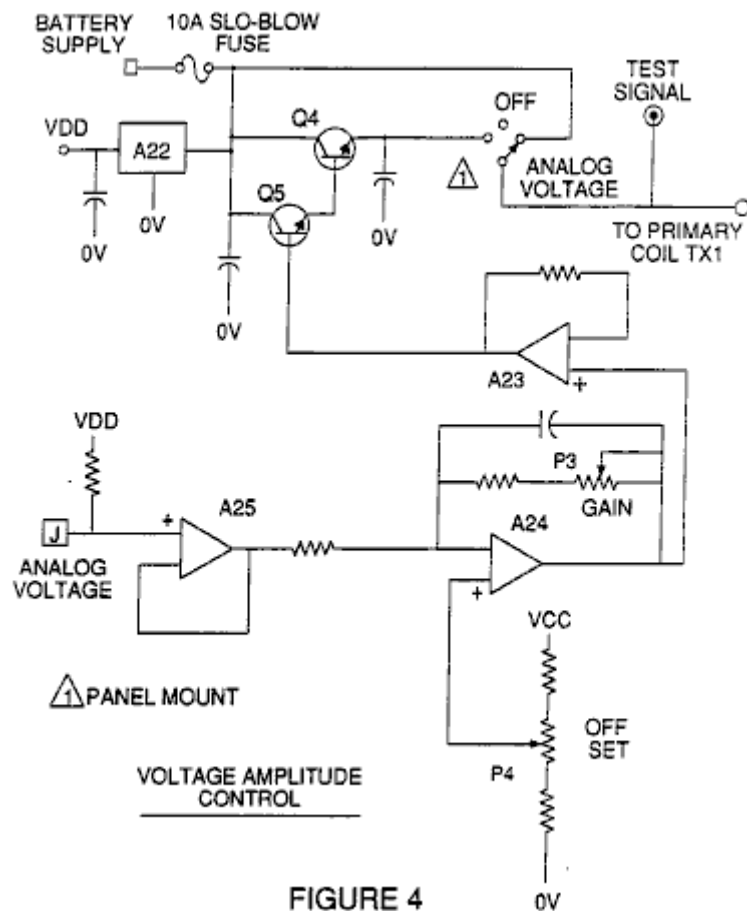 BATTERY
SUPPLY
10A SLO-BLOW
FUSE
TEST
SIGNAL
OFF
Q4
VDD
A22
1
ANALOG
VOLTAGE
Q5
0V
0V
0V
0V
TO PRIMARY
COIL TX1
A23
+
VDD
P3
GAIN
A25
+
J
A24
+
ANALOG
VOLTAGE
VCC
1 PANEL MOUNT
OFF
SET
P4
VOLTAGE AMPLITUDE
CONTROL
FIGURE 4
0V